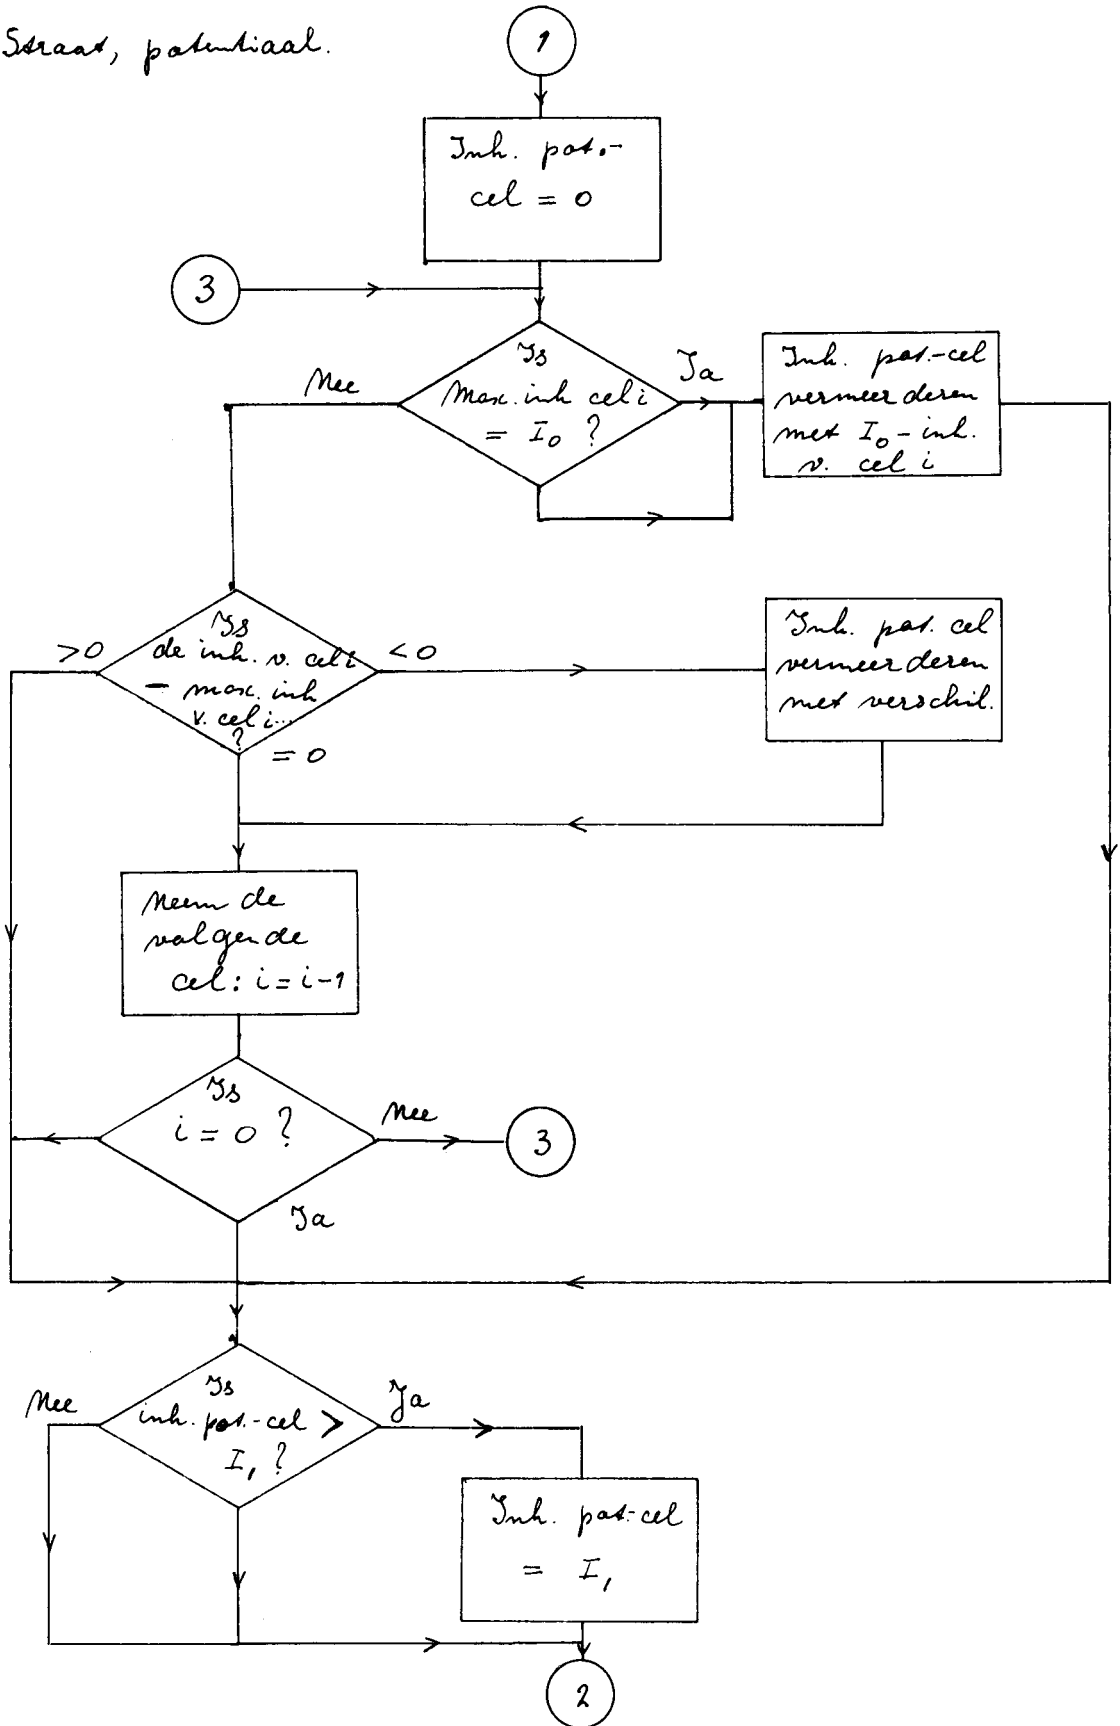 Straat, potentiaal.
1
Inh. pot.-
cel = 0
3
Is
Max. inh cel i
= I₀ ?
Nee
Ja
Inh. pot.-cel
vermeerderen
met I₀ - inh.
v. cel i
Is
de inh. v. cel i
- max. inh
v. cel i...
?
>0
<0
= 0
Inh. pot. cel
vermeerderen
met verschil.
Neem de
volgende
cel: i = i-1
Is
i = 0 ?
Nee
3
Ja
Is
inh. pot.-cel >
I₁ ?
Nee
Ja
Inh. pot.-cel
= I₁
2